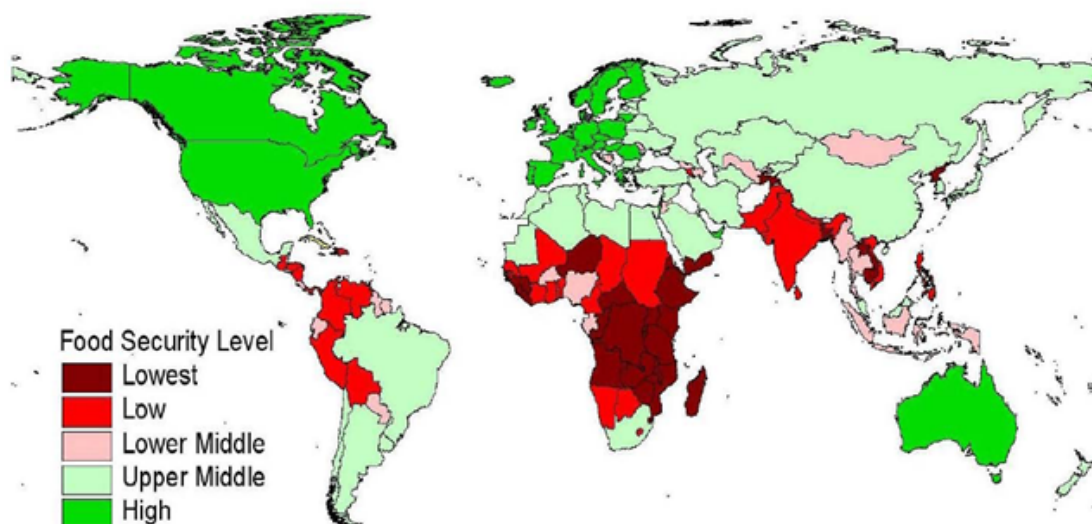 Food Security Level
Lowest
Low
Lower Middle
Upper Middle
High